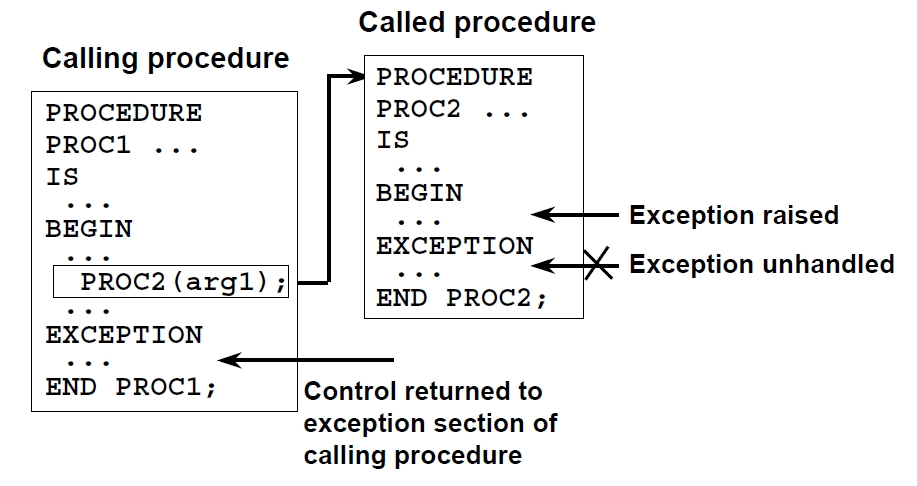 Calling procedure
PROCEDURE
PROC1 ...
IS
...
BEGIN
...
PROC2(arg1);
...
EXCEPTION
...
END PROC1;
Called procedure
PROCEDURE
PROC2 ...
IS
...
BEGIN
...
EXCEPTION
...
END PROC2;
Exception raised
Exception unhandled
Control returned to
exception section of
calling procedure